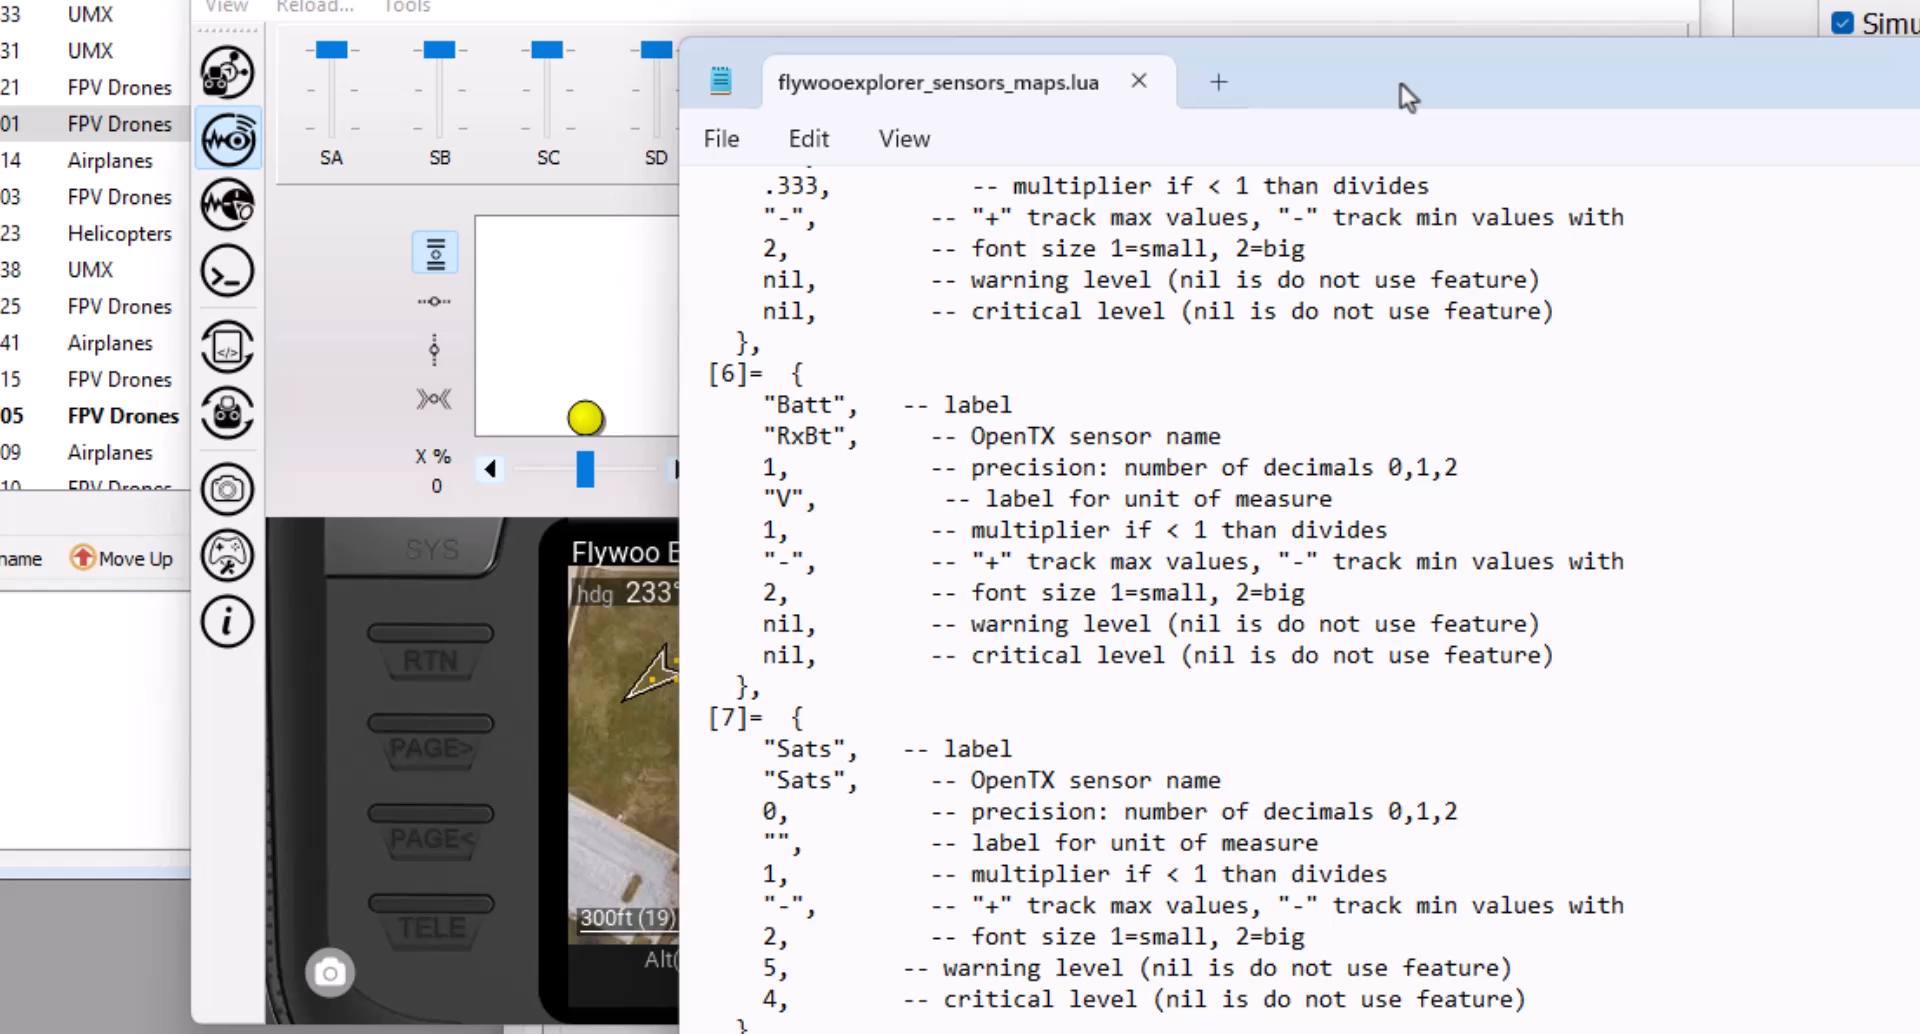 33 UMX
31 UMX
21 FPV Drones
01 FPV Drones
14 Airplanes
03 FPV Drones
23 Helicopters
38 UMX
25 FPV Drones
41 Airplanes
15 FPV Drones
05 FPV Drones
09 Airplanes
10 FPV Drones
name Move Up
View Reload... Tools
SA SB SC SD
X %
0
SYS
RTN
PAGE>
PAGE<
TELE
Flywoo E
hdg 233°
300ft (19)
Alt(
Simu
flywooexplorer_sensors_maps.lua
File Edit View
.333, -- multiplier if < 1 than divides
"-", -- "+" track max values, "-" track min values with
2, -- font size 1=small, 2=big
nil, -- warning level (nil is do not use feature)
nil, -- critical level (nil is do not use feature)
},
[6]= {
"Batt", -- label
"RxBt", -- OpenTX sensor name
1, -- precision: number of decimals 0,1,2
"V", -- label for unit of measure
1, -- multiplier if < 1 than divides
"-", -- "+" track max values, "-" track min values with
2, -- font size 1=small, 2=big
nil, -- warning level (nil is do not use feature)
nil, -- critical level (nil is do not use feature)
},
[7]= {
"Sats", -- label
"Sats", -- OpenTX sensor name
0, -- precision: number of decimals 0,1,2
"", -- label for unit of measure
1, -- multiplier if < 1 than divides
"-", -- "+" track max values, "-" track min values with
2, -- font size 1=small, 2=big
5, -- warning level (nil is do not use feature)
4, -- critical level (nil is do not use feature)
}